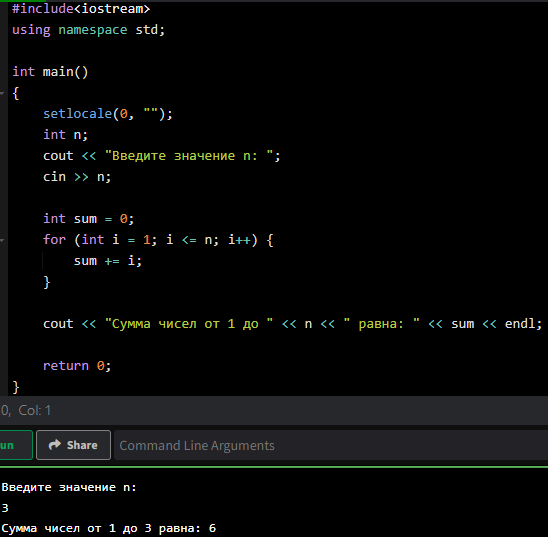 #include<iostream>
using namespace std;
int main()
{
setlocale(0, "");
int n;
cout << "Введите значение n: ";
cin >> n;
int sum = 0;
for (int i = 1; i <= n; i++) {
sum += i;
}
cout << "Сумма чисел от 1 до " << n << " равна: " << sum << endl;
return 0;
}
0, Col: 1
un Share Command Line Arguments
Введите значение n:
3
Сумма чисел от 1 до 3 равна: 6